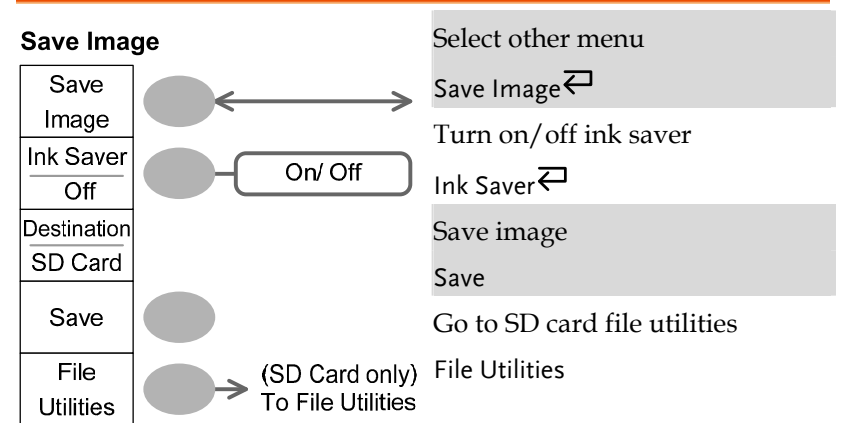 Save Image
Save
Image
Ink Saver
Off
On/ Off
Destination
SD Card
Save
File
Utilities
(SD Card only)
To File Utilities
Select other menu
Save Image
Turn on/off ink saver
Ink Saver
Save image
Save
Go to SD card file utilities
File Utilities